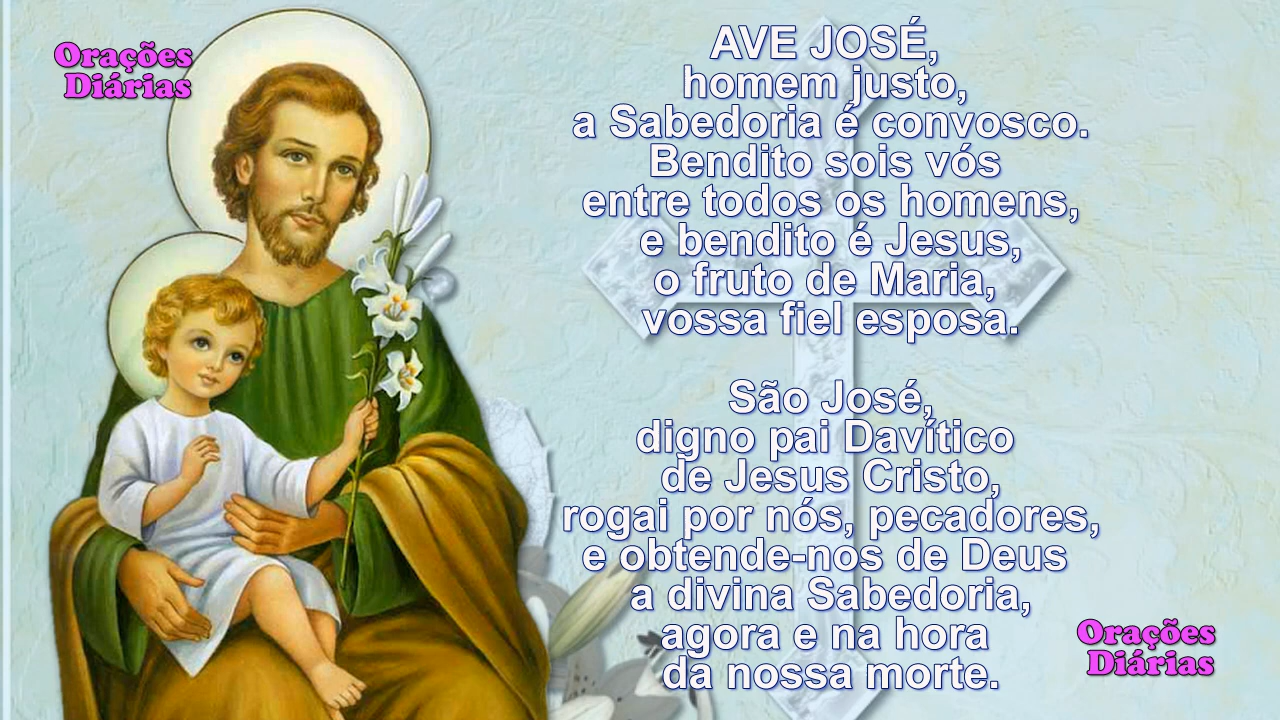 Orações
Diárias
AVE JOSÉ,
homem justo,
a Sabedoria é convosco.
Bendito sois vós
entre todos os homens,
e bendito é Jesus,
o fruto de Maria,
vossa fiel esposa.
São José,
digno pai Davítico
de Jesus Cristo,
rogai por nós, pecadores,
e obtende-nos de Deus
a divina Sabedoria,
agora e na hora
da nossa morte.
Orações
Diárias